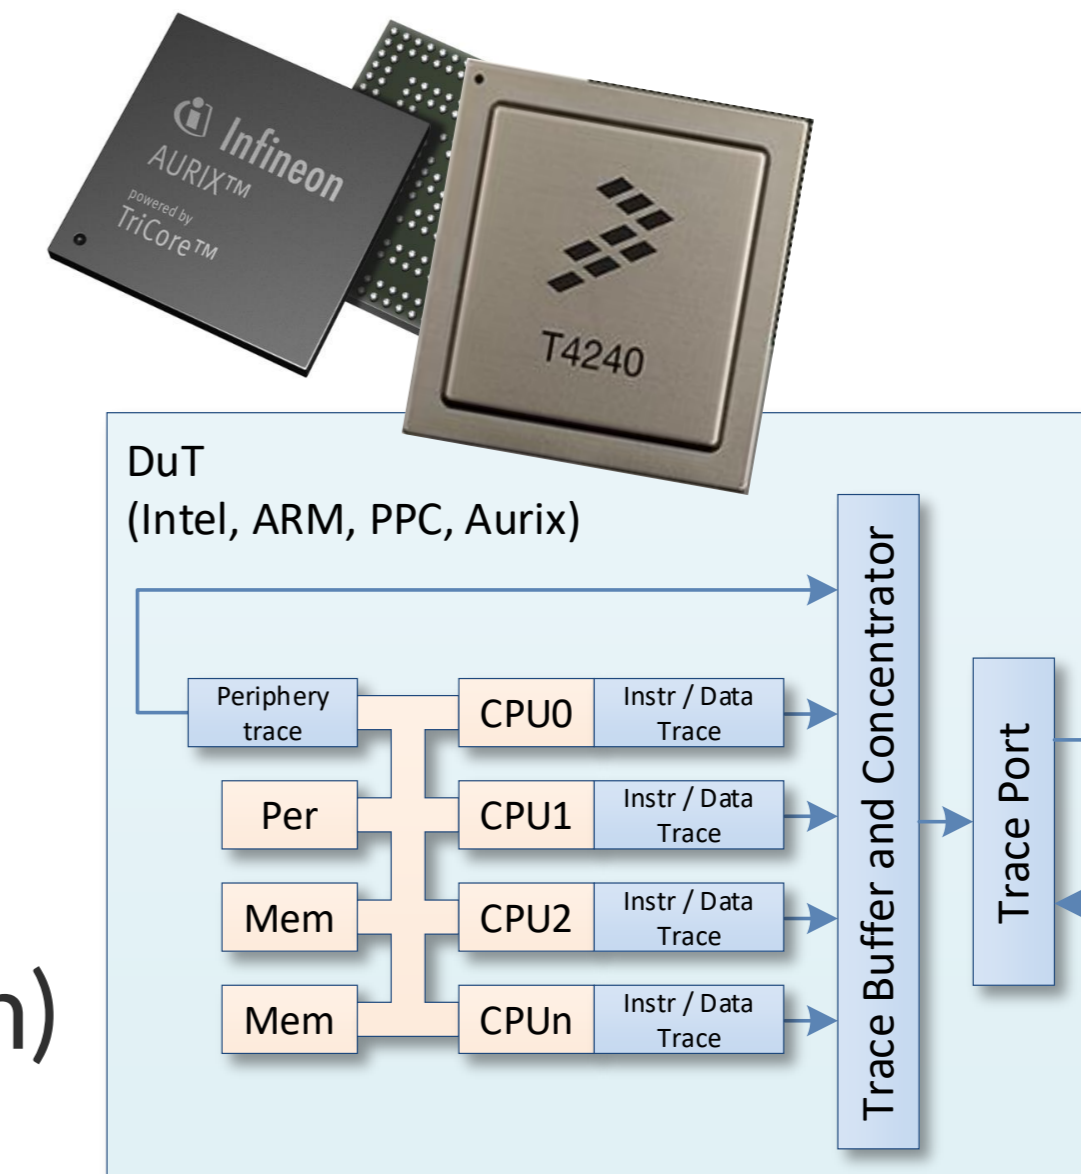 Infineon
AURIX™
powered by
TriCore™
T4240
DuT
(Intel, ARM, PPC, Aurix)
Periphery
trace
CPU0
Instr / Data
Trace
Per
CPU1
Instr / Data
Trace
Mem
CPU2
Instr / Data
Trace
Mem
CPUn
Instr / Data
Trace
Trace Buffer and Concentrator
Trace Port
n)